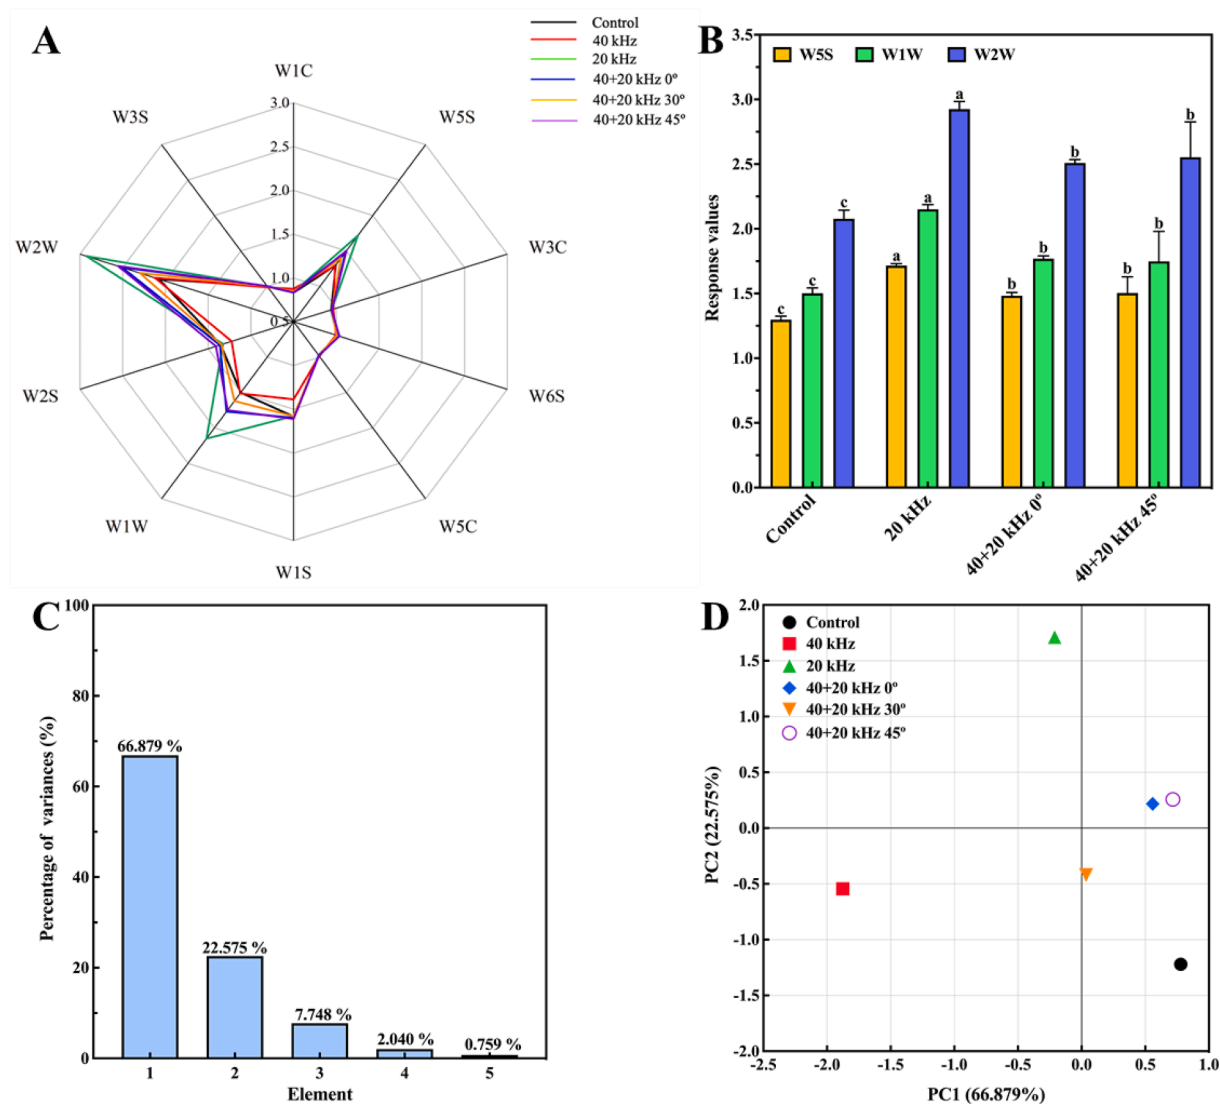 A
Control
40 kHz
20 kHz
40+20 kHz 0º
40+20 kHz 30º
40+20 kHz 45º
W1C
W3S
W5S
3.0
2.5
2.0
1.5
1.0
0.5
W2W
W3C
W2S
W6S
W1W
W5C
W1S
B
W5S
W1W
W2W
Response values
3.5
3.0
2.5
2.0
1.5
1.0
0.5
0.0
c
c
c
a
a
a
b
b
b
b
b
b
Control
20 kHz
40+20 kHz 0º
40+20 kHz 45º
C
Percentage of variances (%)
100
80
60
40
20
0
66.879 %
22.575 %
7.748 %
2.040 %
0.759 %
1 2 3 4 5
Element
D
Control
40 kHz
20 kHz
40+20 kHz 0º
40+20 kHz 30º
40+20 kHz 45º
PC2 (22.575%)
2.0
1.5
1.0
0.5
0.0
-0.5
-1.0
-1.5
-2.0
-2.5 -2.0 -1.5 -1.0 -0.5 0.0 0.5 1.0
PC1 (66.879%)